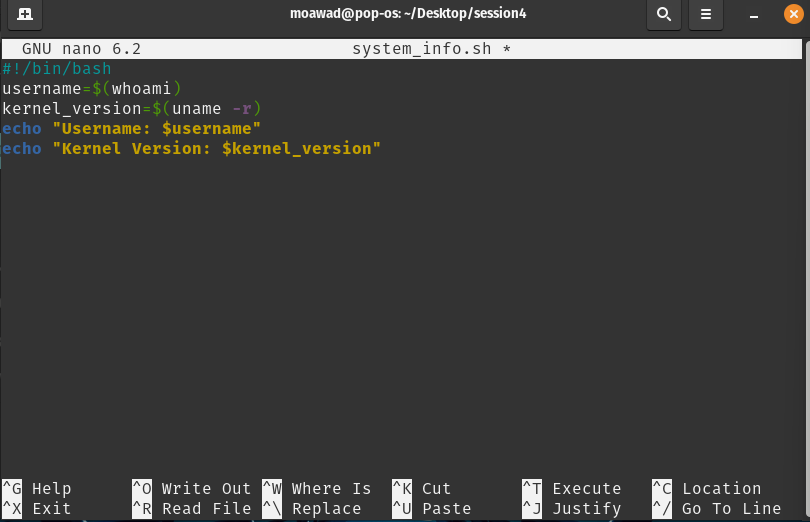 moawad@pop-os: ~/Desktop/session4
GNU nano 6.2 system_info.sh *
#!/bin/bash
username=$(whoami)
kernel_version=$(uname -r)
echo "Username: $username"
echo "Kernel Version: $kernel_version"
^G Help ^O Write Out ^W Where Is ^K Cut ^T Execute ^C Location
^X Exit ^R Read File ^\ Replace ^U Paste ^J Justify ^/ Go To Line